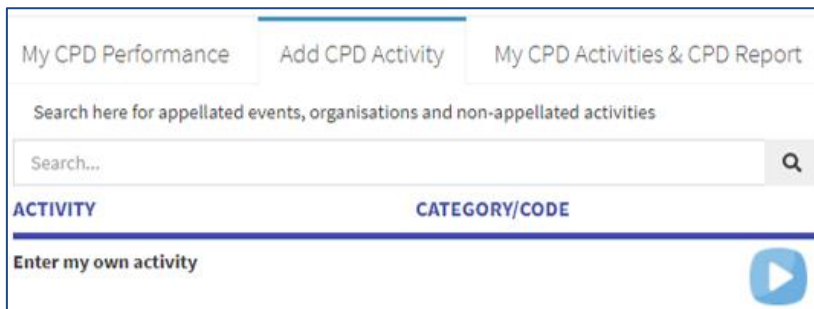 My CPD Performance Add CPD Activity My CPD Activities & CPD Report
Search here for appellated events, organisations and non-appellated activities
Search...
ACTIVITY CATEGORY/CODE
Enter my own activity